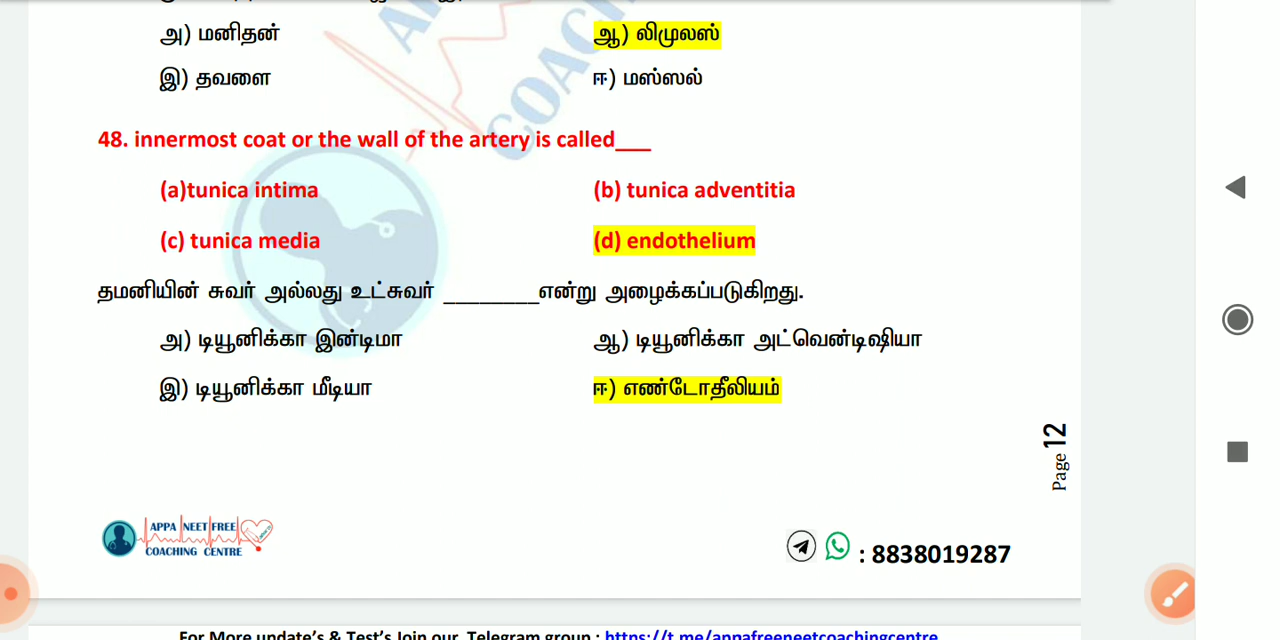 அ) மனிதன் ஆ) லிமுலஸ்
இ) தவளை ஈ) மஸ்ஸல்
48. innermost coat or the wall of the artery is called___
(a)tunica intima (b) tunica adventitia
(c) tunica media (d) endothelium
தமனியின் சுவர் அல்லது உட்சுவர் ________என்று அழைக்கப்படுகிறது.
அ) டியூனிக்கா இன்டிமா ஆ) டியூனிக்கா அட்வென்டிஷியா
இ) டியூனிக்கா மீடியா ஈ) எண்டோதீலியம்
Page 12
APPA NEET FREE
COACHING CENTRE
: 8838019287
For More update's & Test's Join our Telegram group : https://t.me/appafreeneetcoachingcentre